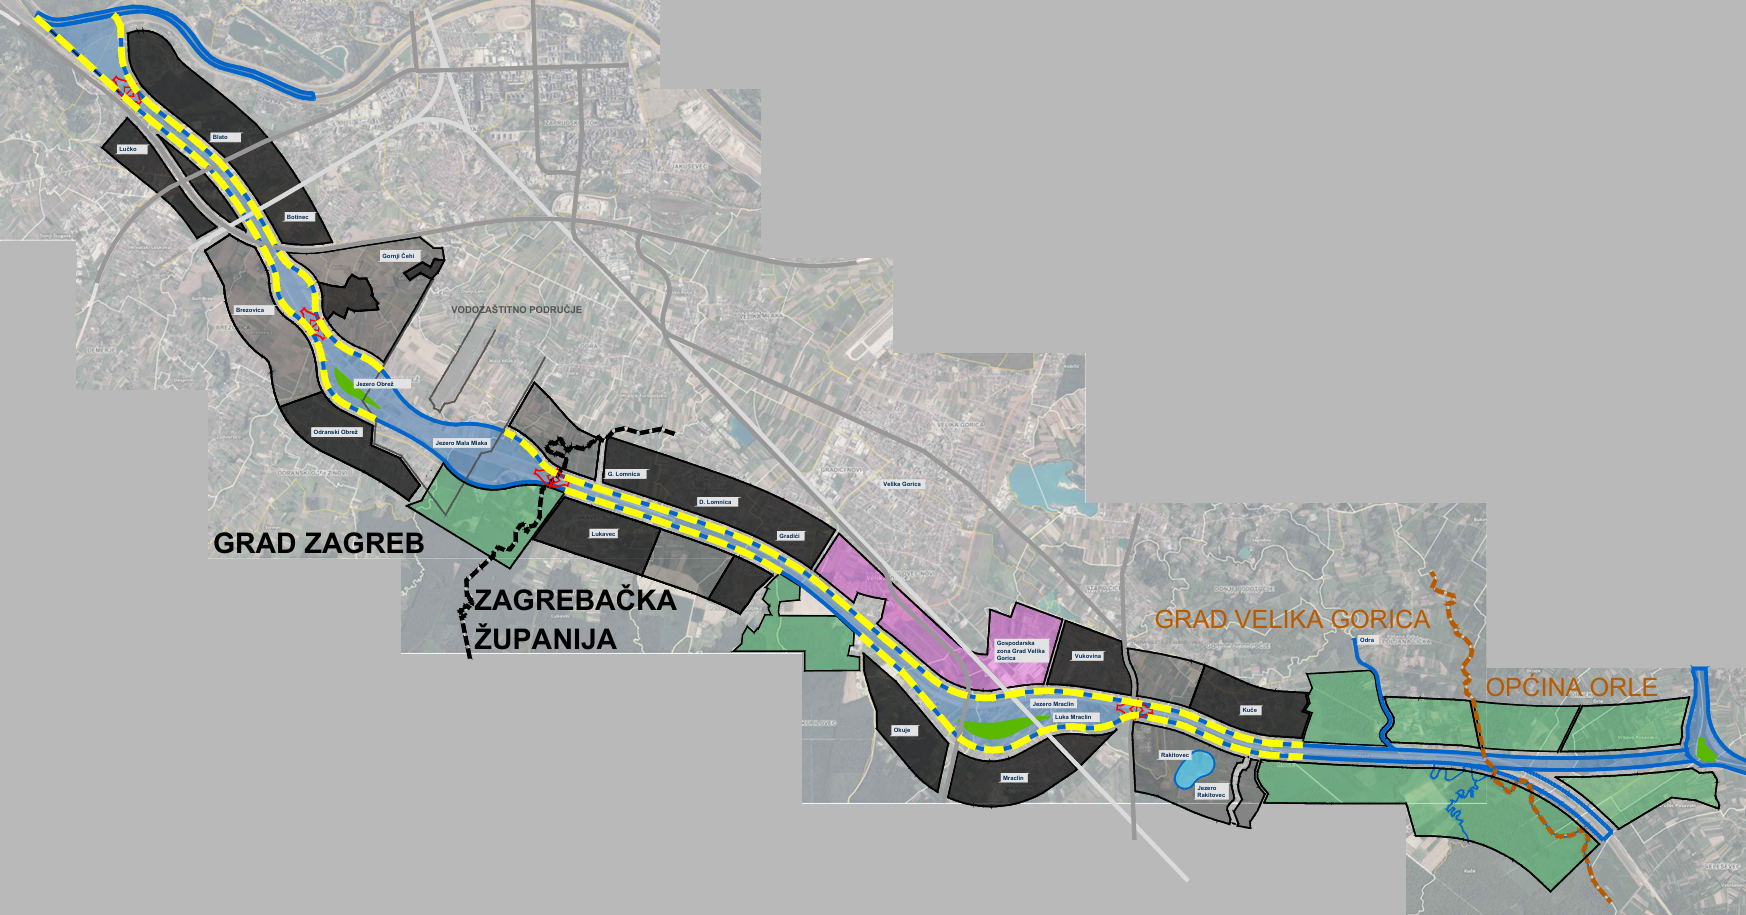 Blato
Lučko
Botinec
Gornji Čehi
Brezovica
VODOZAŠTITNO PODRUČJE
Jezero Obrež
Odranski Obrež
Jezero Mala Mlaka
G. Lomnica
D. Lomnica
Velika Gorica
VELIKA GORICA
Lukavec
Gradići
GRAD ZAGREB
ZAGREBAČKA
ŽUPANIJA
GRAD VELIKA GORICA
Odra
Gospodarska
zona Grad Velika
Gorica
Vukovina
OPĆINA ORLE
Jezero Mraclin
Luka Mraclin
Kuče
Okuje
Rakitovec
Mraclin
Jezero
Rakitovec